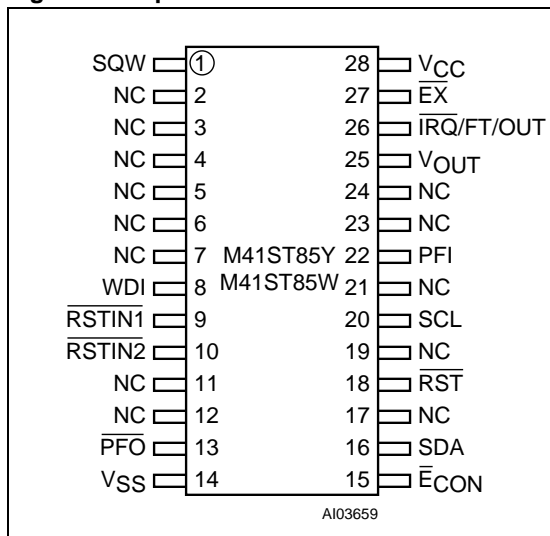 SQW 1 28 VCC
NC 2 27 EX
NC 3 26 IRQ/FT/OUT
NC 4 25 VOUT
NC 5 24 NC
NC 6 23 NC
NC 7 M41ST85Y 22 PFI
WDI 8 M41ST85W 21 NC
RSTIN1 9 20 SCL
RSTIN2 10 19 NC
NC 11 18 RST
NC 12 17 NC
PFO 13 16 SDA
VSS 14 15 ECON
AI03659